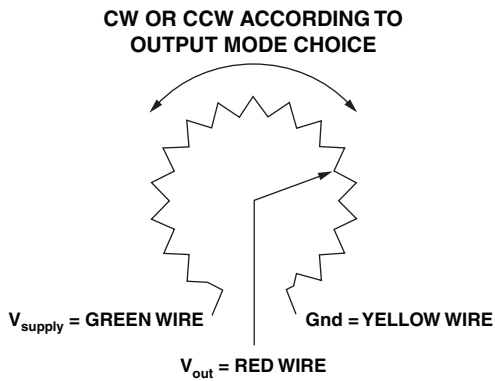 CW OR CCW ACCORDING TO
OUTPUT MODE CHOICE
Vsupply = GREEN WIRE
Gnd = YELLOW WIRE
Vout = RED WIRE